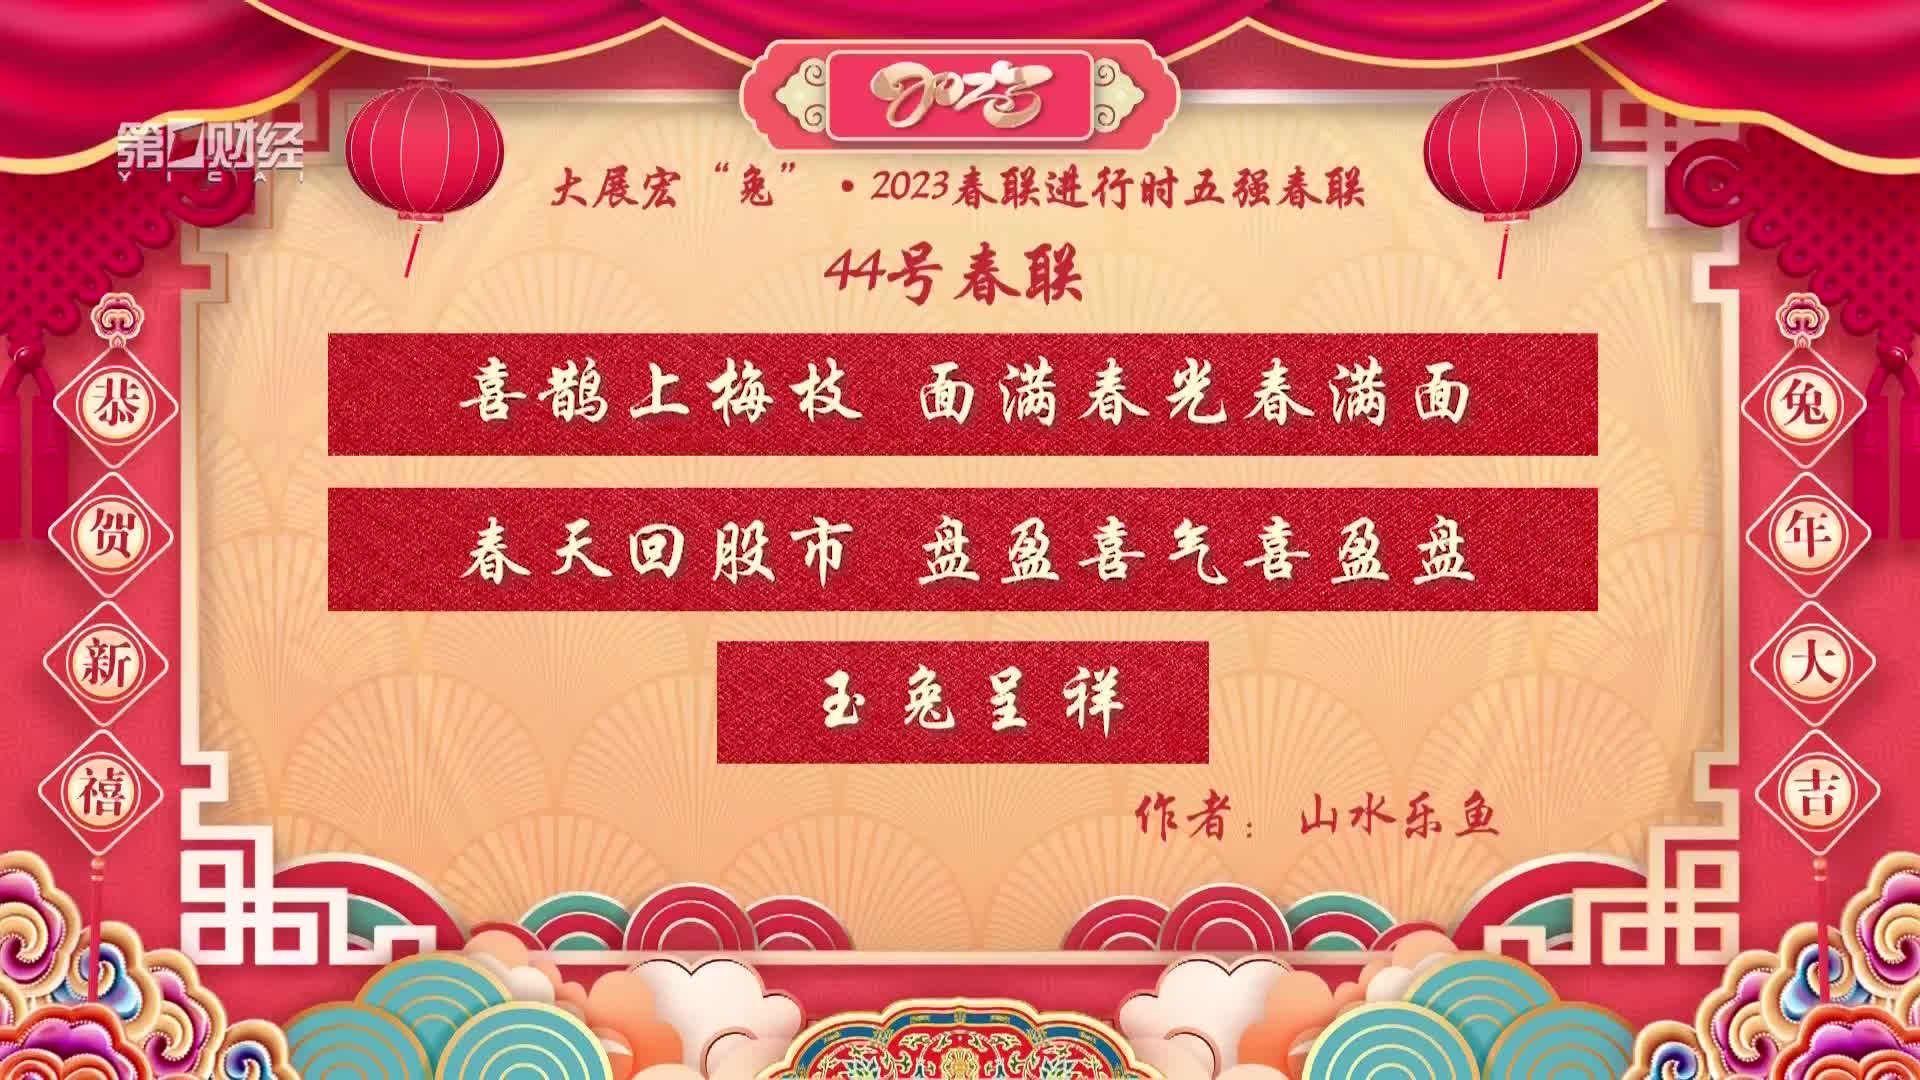 2023
第一财经
YICAI
大展宏“兔”·2023春联进行时五强春联
44号春联
喜鹊上梅枝 面满春光春满面
春天回股市 盘盈喜气喜盈盘
玉兔呈祥
作者：山水乐鱼
恭贺新禧
兔年大吉